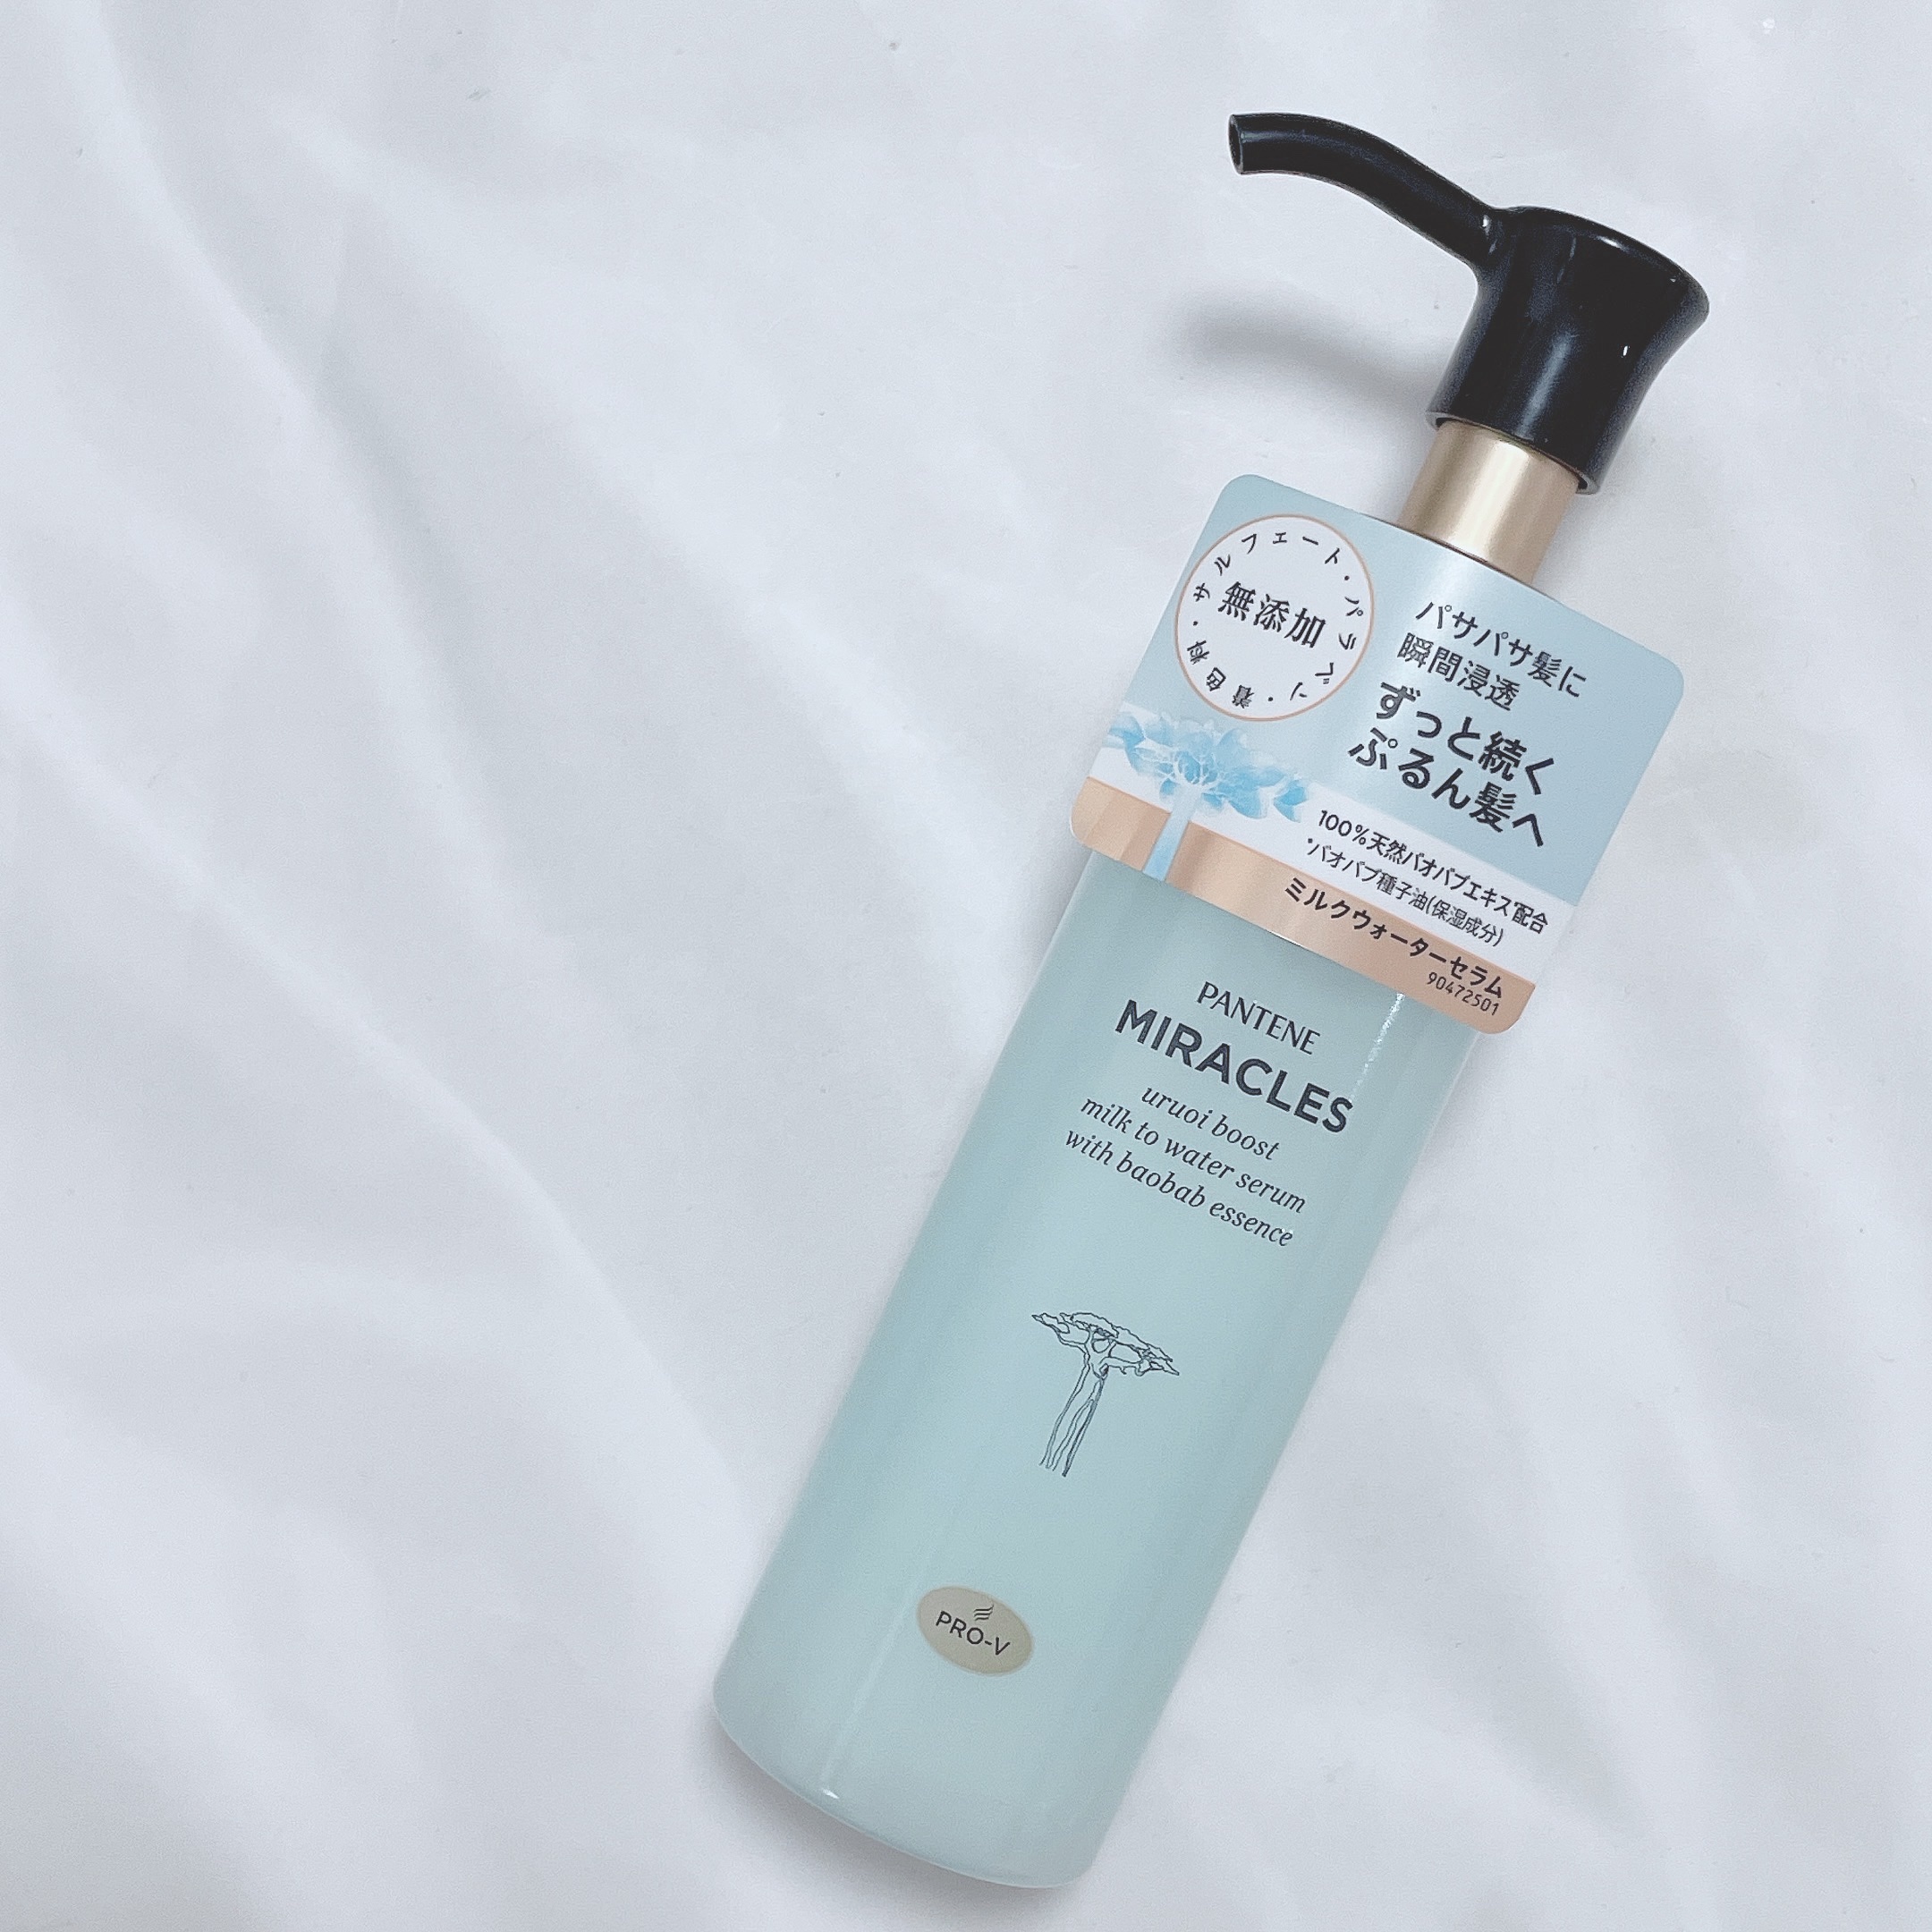 サルフェート・パラベン・着色料・
無添加
パサパサ髪に
瞬間浸透
ずっと続く
ぷるん髪へ
100%天然バオバブエキス*配合
*バオバブ種子油(保湿成分)
ミルクウォーターセラム
90472501
PANTENE
MIRACLES
uruoi boost
milk to water serum
with baobab essence
PRO-V